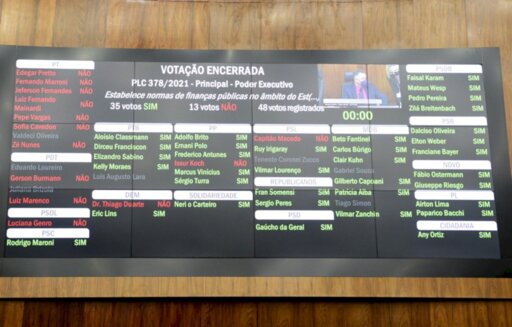 VOTAÇÃO ENCERRADA
PLC 378/2021 - Principal - Poder Executivo
Estabelece normas de finanças públicas no âmbito do Est(...
35 votos SIM 13 votos NÃO 48 votos registrados
00:00
PT
Edegar Pretto NÃO
Fernando Marroni NÃO
Jeferson Fernandes NÃO
Luiz Fernando Mainardi NÃO
Pepe Vargas NÃO
Sofia Cavedon NÃO
Valdeci Oliveira
Zé Nunes NÃO
PDT
Eduardo Loureiro
Gerson Burmann NÃO
Juliana Brizola
Luiz Marenco NÃO
PSOL
Luciana Genro NÃO
PSC
Rodrigo Maroni SIM
PTB
Aloísio Classmann SIM
Dirceu Franciscon SIM
Elizandro Sabino SIM
Kelly Moraes SIM
Luís Augusto Lara
DEM
Dr. Thiago Duarte NÃO
Eric Lins SIM
PP
Adolfo Brito SIM
Ernani Polo SIM
Frederico Antunes SIM
Issur Koch NÃO
Marcus Vinícius SIM
Sérgio Turra SIM
SOLIDARIEDADE
Neri o Carteiro SIM
PSL
Capitão Macedo NÃO
Ruy Irigaray SIM
Tenente Coronel Zucco
Vilmar Lourenço SIM
REPUBLICANOS
Fran Somensi SIM
Sergio Peres SIM
PSD
Gaúcho da Geral SIM
MDB
Beto Fantinel SIM
Carlos Búrigo SIM
Clair Kuhn SIM
Gabriel Souza
Gilberto Capoani SIM
Patrícia Alba SIM
Tiago Simon
Vilmar Zanchin SIM
PSDB
Faisal Karam SIM
Mateus Wesp SIM
Pedro Pereira SIM
Zilá Breitenbach SIM
PSB
Dalciso Oliveira SIM
Elton Weber SIM
Franciane Bayer SIM
NOVO
Fábio Ostermann SIM
Giuseppe Riesgo SIM
PL
Airton Lima SIM
Paparico Bacchi SIM
CIDADANIA
Any Ortiz SIM